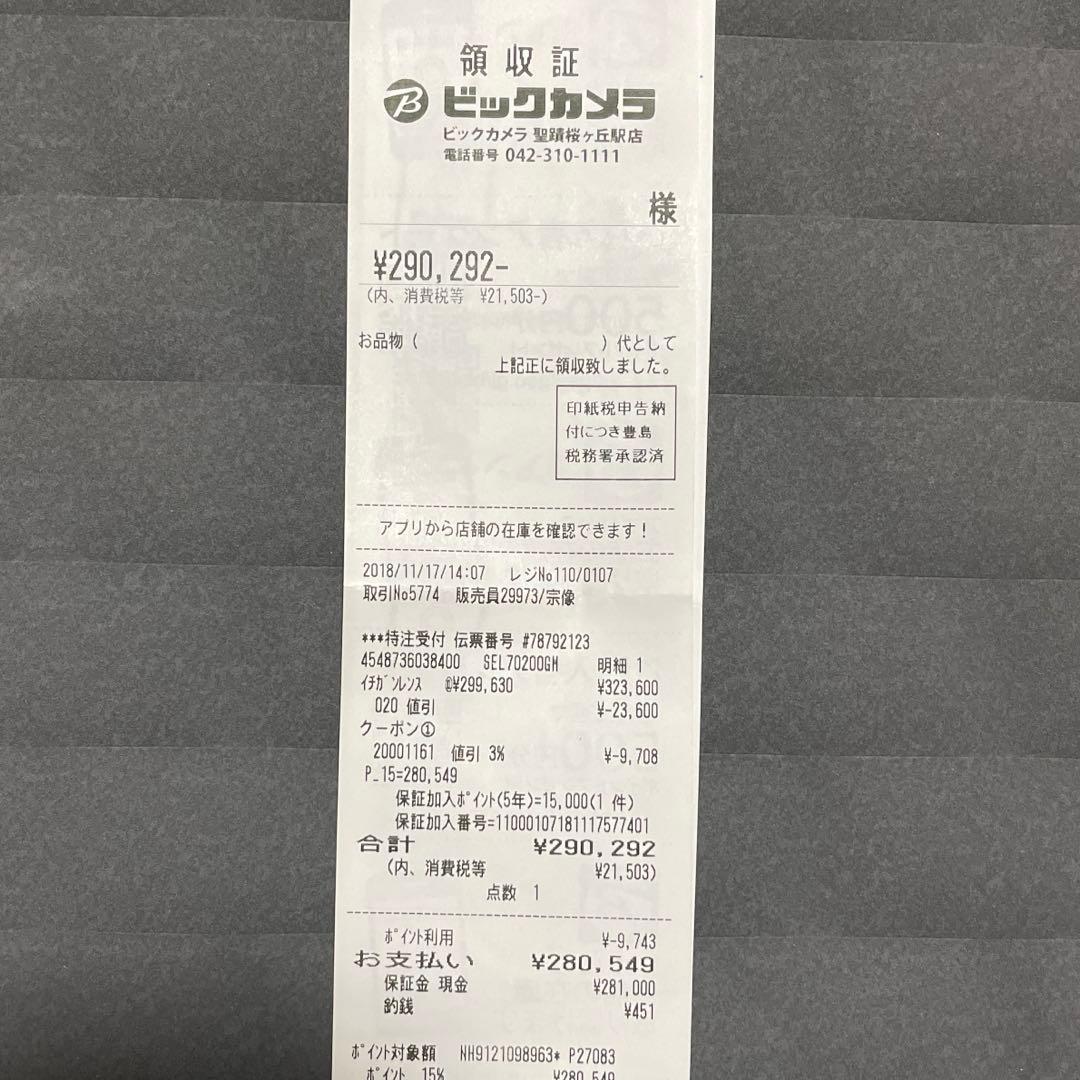 領収証
ビックカメラ
ビックカメラ 聖蹟桜ヶ丘駅店
電話番号 042-310-1111
様
¥290,292-
(内、消費税等 ¥21,503-)
お品物 ( ) 代として
上記正に領収致しました。
印紙税申告納
付につき豊島
税務署承認済
アプリから店舗の在庫を確認できます!
2018/11/17/14:07 レジNo110/0107
取引No5774 販売員29973/宗像
***特注受付 伝票番号 #78792123
4548736038400 SEL70200GM 明細 1
イチガンレンズ @¥299,630 ¥323,600
020 値引 ¥-23,600
クーポン①
20001161 値引 3% ¥-9,708
P_15=280,549
保証加入ポイント(5年)=15,000(1 件)
保証加入番号=11000107181117577401
合計 ¥290,292
(内、消費税等 ¥21,503)
点数 1
ポイント利用 ¥-9,743
お支払い ¥280,549
保証金 現金 ¥281,000
釣銭 ¥451
ポイント対象額 NH9121098963* P27083
ポイント 15% ¥280,549